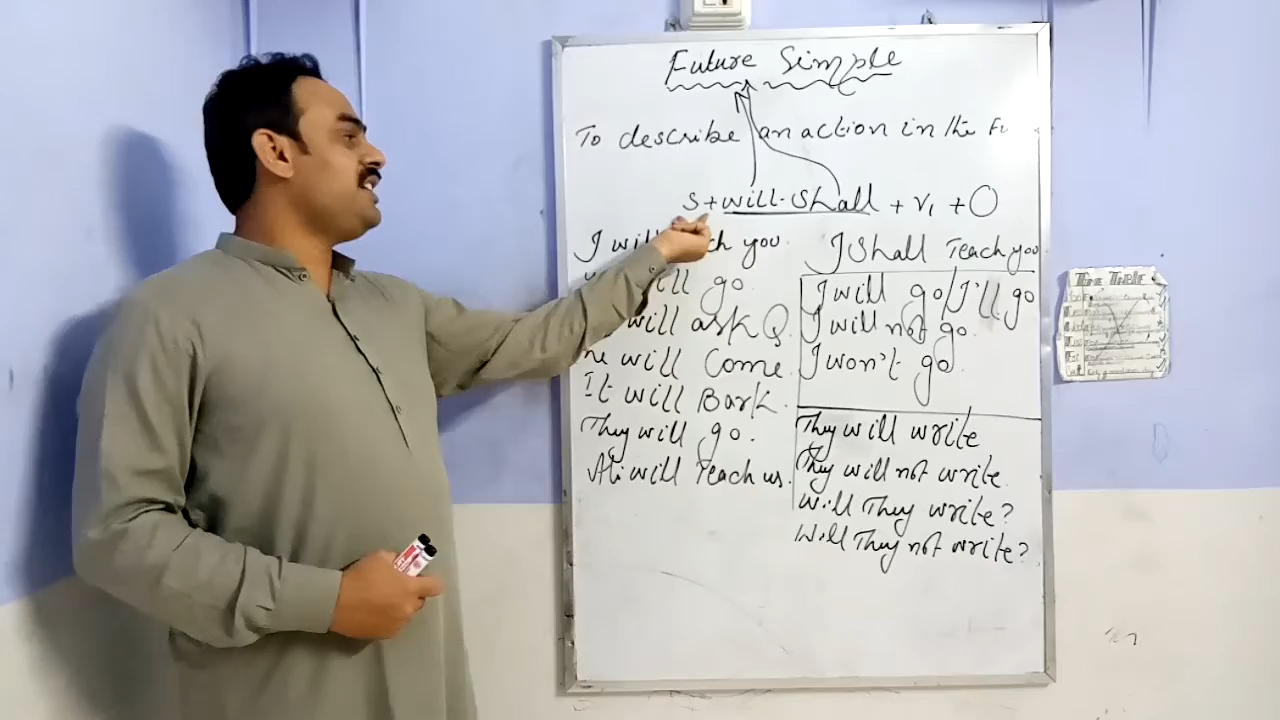 Future Simple
To describe an action in the Fu
S + will - Shall + V1 + O
I will you.
go.
will ask Q.
he will Come.
It will Bark.
They will go.
Ali will Teach us.
I Shall Teach you
I will go / I'll go
I will not go.
I won't go.
They will write
They will not write.
Will They write?
Will They not write?
TIME TABLE